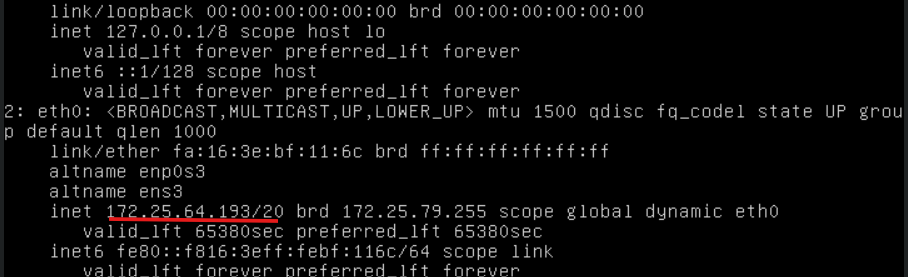 link/loopback 00:00:00:00:00:00 brd 00:00:00:00:00:00
inet 127.0.0.1/8 scope host lo
valid_lft forever preferred_lft forever
inet6 ::1/128 scope host
valid_lft forever preferred_lft forever
2: eth0: <BROADCAST,MULTICAST,UP,LOWER_UP> mtu 1500 qdisc fq_codel state UP grou
p default qlen 1000
link/ether fa:16:3e:bf:11:6c brd ff:ff:ff:ff:ff:ff
altname enp0s3
altname ens3
inet 172.25.64.193/20 brd 172.25.79.255 scope global dynamic eth0
valid_lft 65380sec preferred_lft 65380sec
inet6 fe80::f816:3eff:febf:116c/64 scope link
valid_lft forever preferred_lft forever